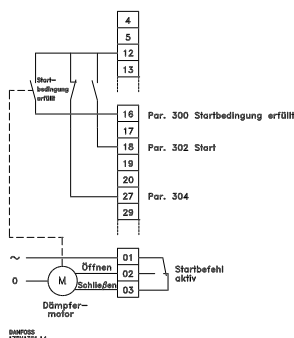 4
5
12
13
Start-
bedingung
erfüllt
16 Par. 300 Startbedingung erfüllt
17
18 Par. 302 Start
19
20
27 Par. 304
29
~ 01
Öffnen
0 M 02 Startbefehl
aktiv
Schließen 03
Dämpfer-
motor
DANFOSS